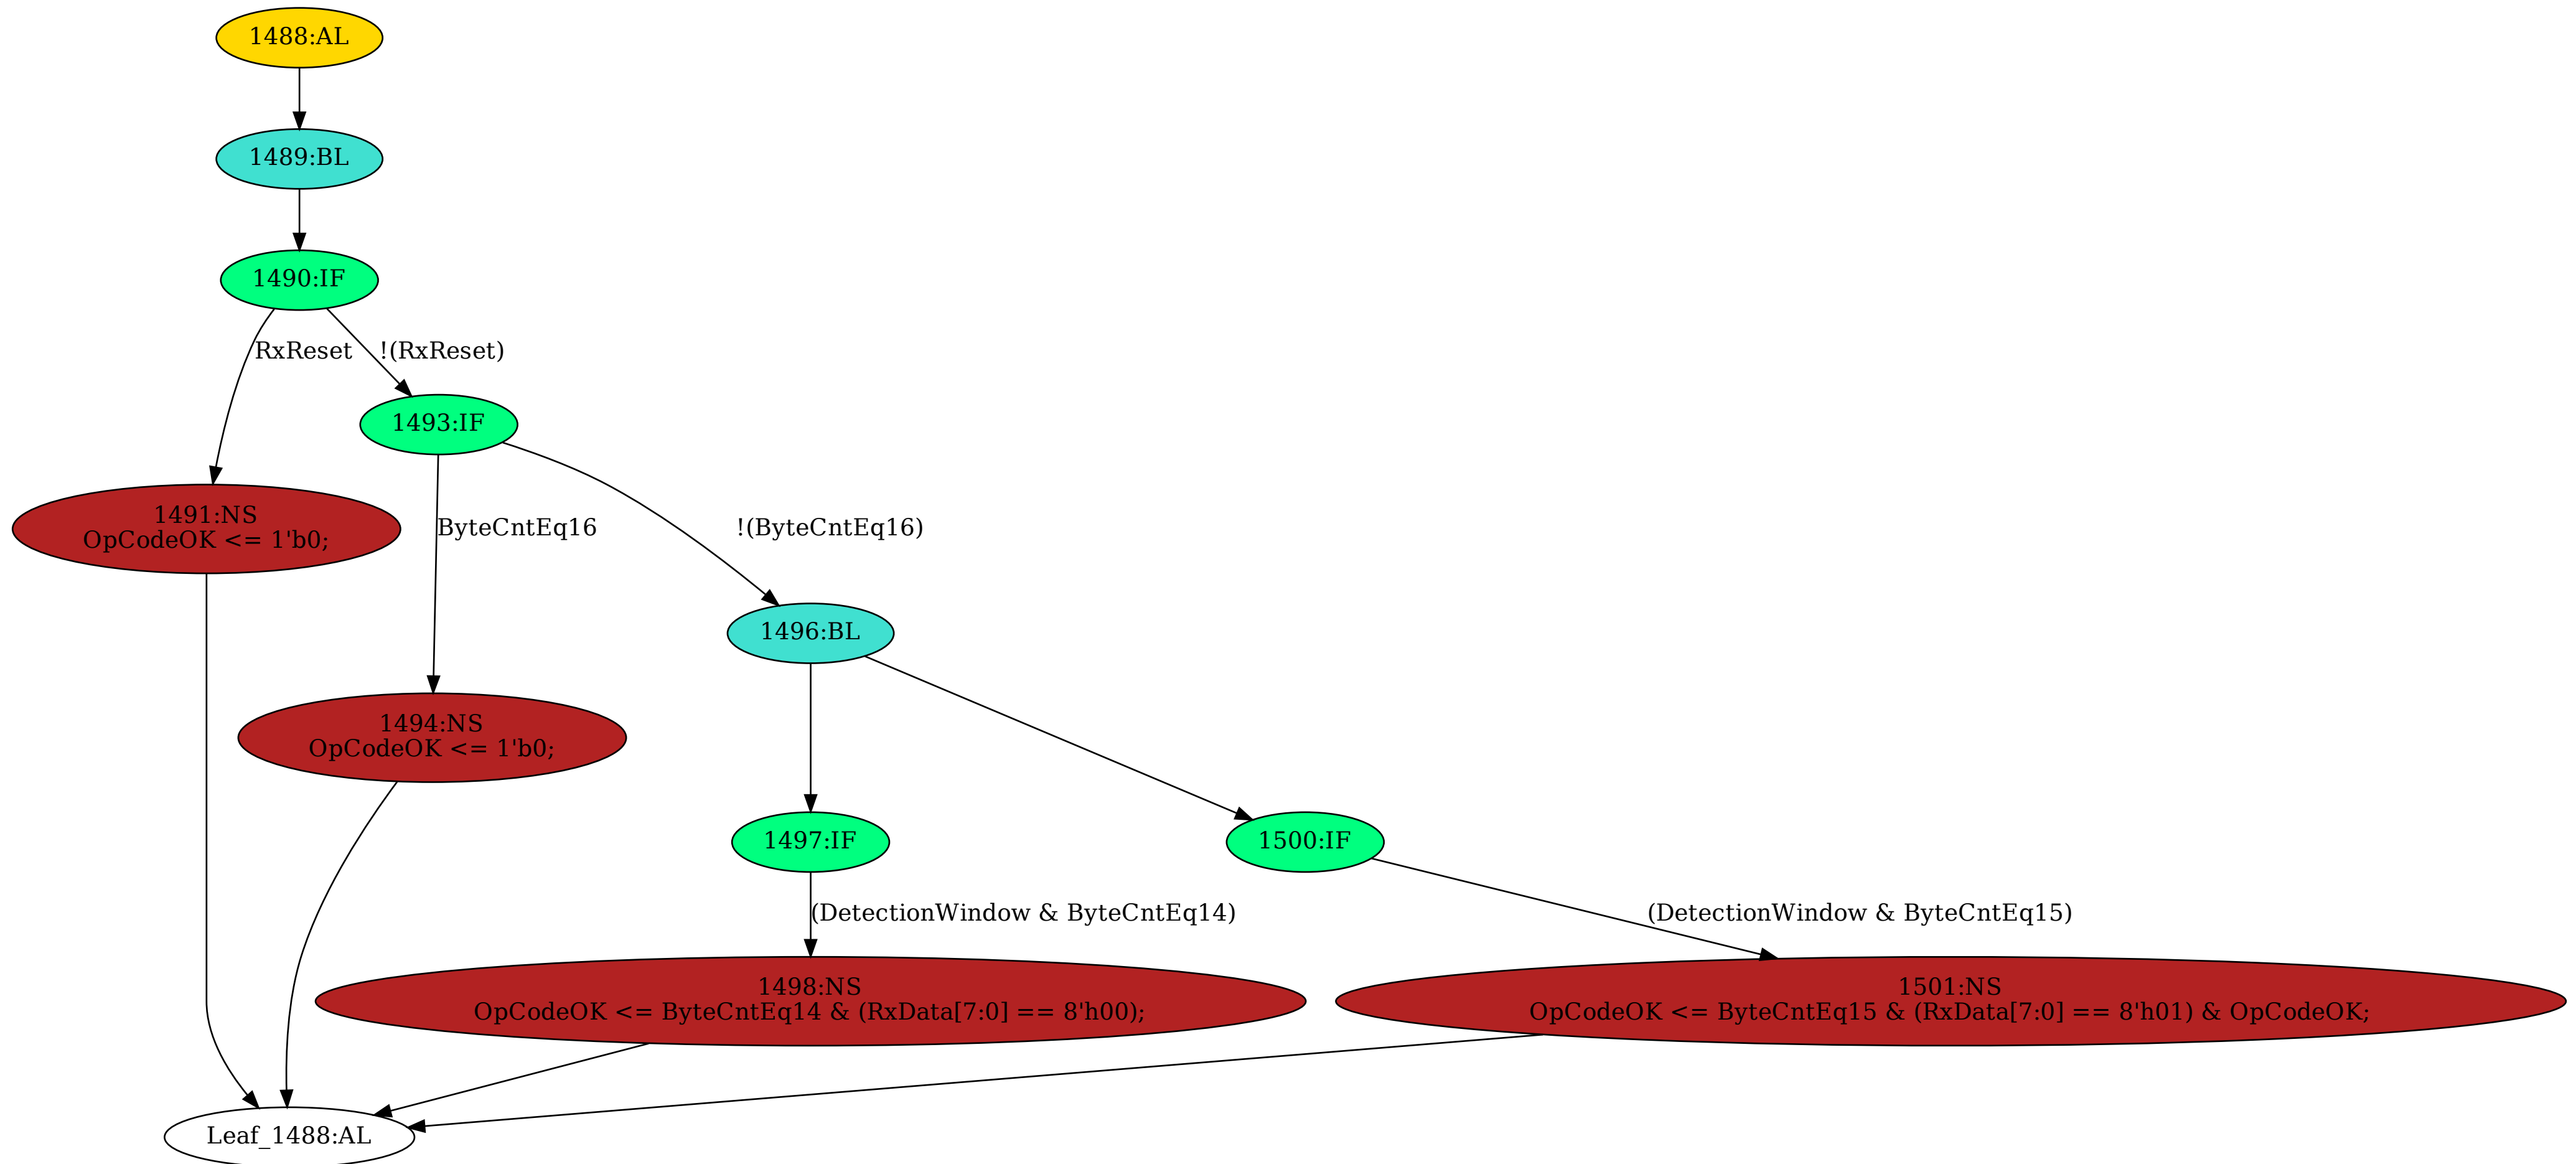 1488:AL
1489:BL
1490:IF
RxReset
!(RxReset)
1493:IF
1491:NS
OpCodeOK <= 1'b0;
ByteCntEq16
!(ByteCntEq16)
1496:BL
1494:NS
OpCodeOK <= 1'b0;
1497:IF
1500:IF
(DetectionWindow & ByteCntEq14)
(DetectionWindow & ByteCntEq15)
1498:NS
OpCodeOK <= ByteCntEq14 & (RxData[7:0] == 8'h00);
1501:NS
OpCodeOK <= ByteCntEq15 & (RxData[7:0] == 8'h01) & OpCodeOK;
Leaf_1488:AL